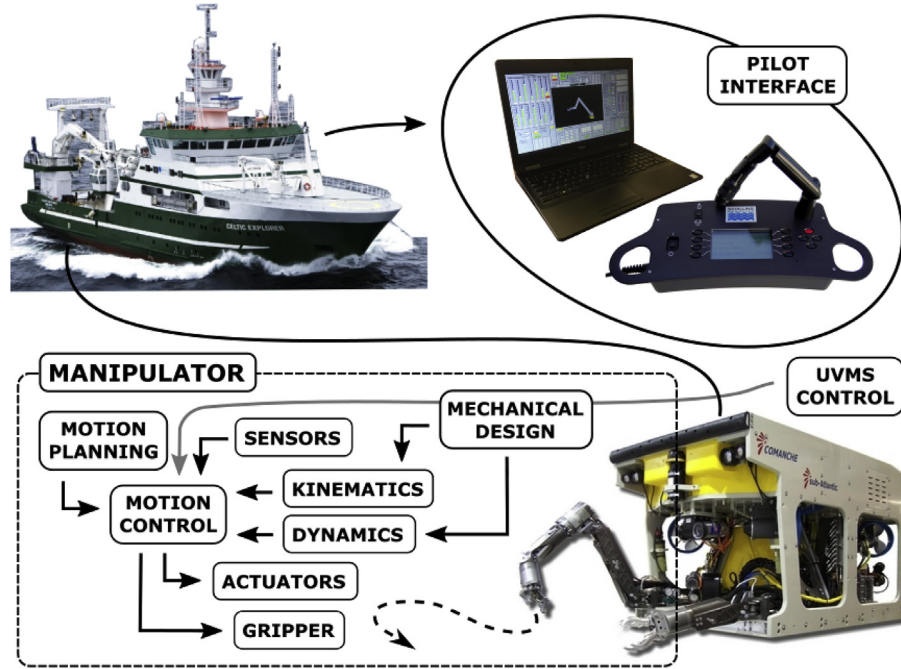 PILOT
INTERFACE
CELTIC EXPLORER
MANIPULATOR
UVMS
CONTROL
MECHANICAL
DESIGN
MOTION
PLANNING
SENSORS
KINEMATICS
MOTION
CONTROL
DYNAMICS
ACTUATORS
GRIPPER
COMANCHE
sub-Atlantic